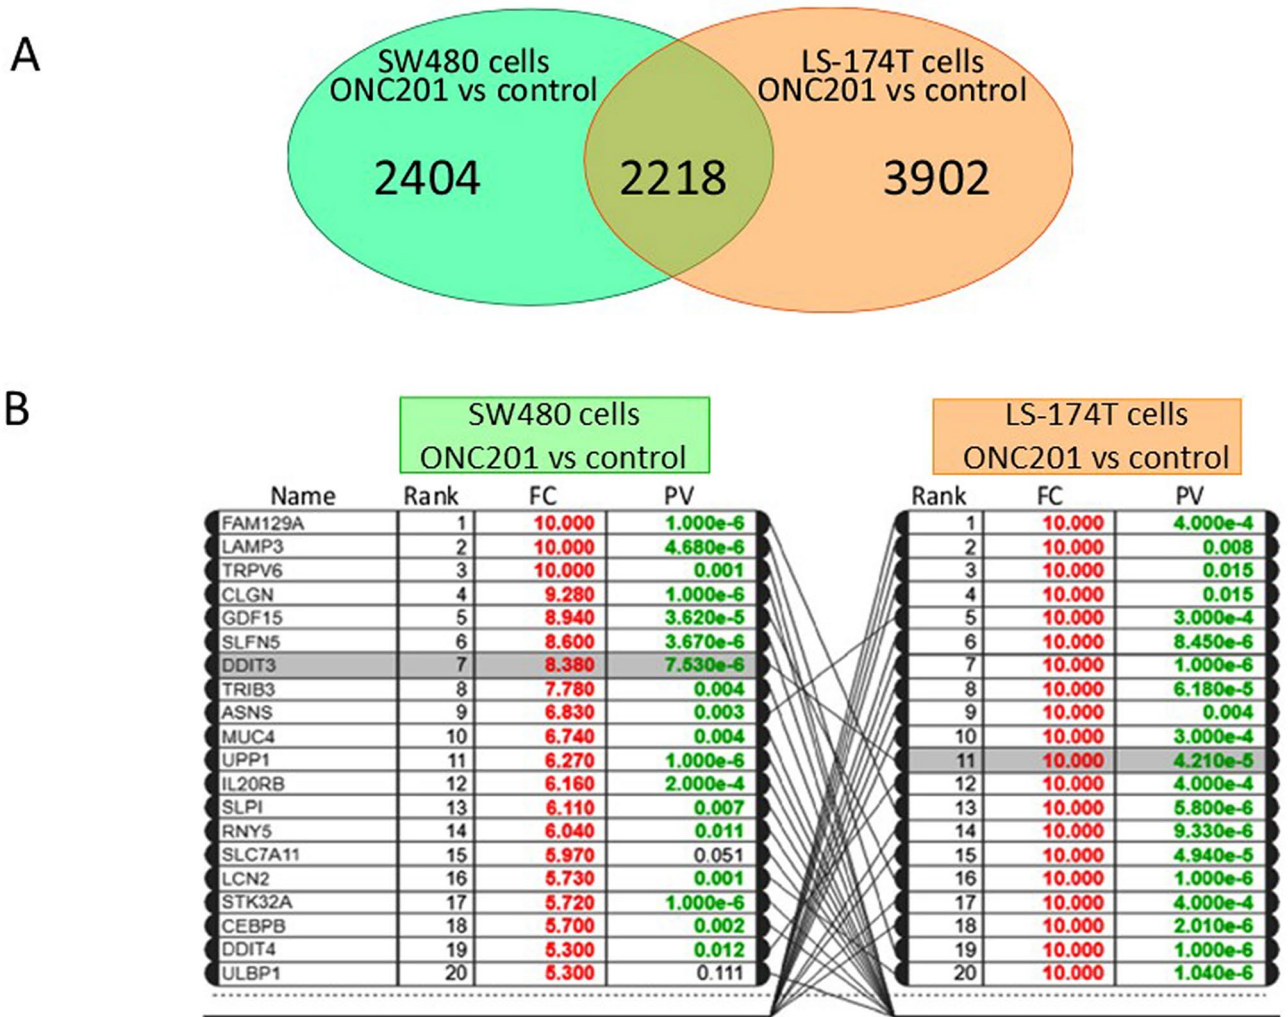 A
SW480 cells
ONC201 vs control
LS-174T cells
ONC201 vs control
2404
2218
3902
B
SW480 cells
ONC201 vs control
LS-174T cells
ONC201 vs control
Name Rank FC PV Rank FC PV
FAM129A 1 10.000 1.000e-6 1 10.000 4.000e-4
LAMP3 2 10.000 4.680e-6 2 10.000 0.008
TRPV6 3 10.000 0.001 3 10.000 0.015
CLGN 4 9.280 1.000e-6 4 10.000 0.015
GDF15 5 8.940 3.620e-5 5 10.000 3.000e-4
SLFN5 6 8.600 3.670e-6 6 10.000 8.450e-6
DDIT3 7 8.380 7.530e-6 7 10.000 1.000e-6
TRIB3 8 7.780 0.004 8 10.000 6.180e-5
ASNS 9 6.830 0.003 9 10.000 0.004
MUC4 10 6.740 0.004 10 10.000 3.000e-4
UPP1 11 6.270 1.000e-6 11 10.000 4.210e-5
IL20RB 12 6.160 2.000e-4 12 10.000 4.000e-4
SLPI 13 6.110 0.007 13 10.000 5.800e-6
RNY5 14 6.040 0.011 14 10.000 9.330e-6
SLC7A11 15 5.970 0.051 15 10.000 4.940e-5
LCN2 16 5.730 0.001 16 10.000 1.000e-6
STK32A 17 5.720 1.000e-6 17 10.000 4.000e-4
CEBPB 18 5.700 0.002 18 10.000 2.010e-6
DDIT4 19 5.300 0.012 19 10.000 1.000e-6
ULBP1 20 5.300 0.111 20 10.000 1.040e-6